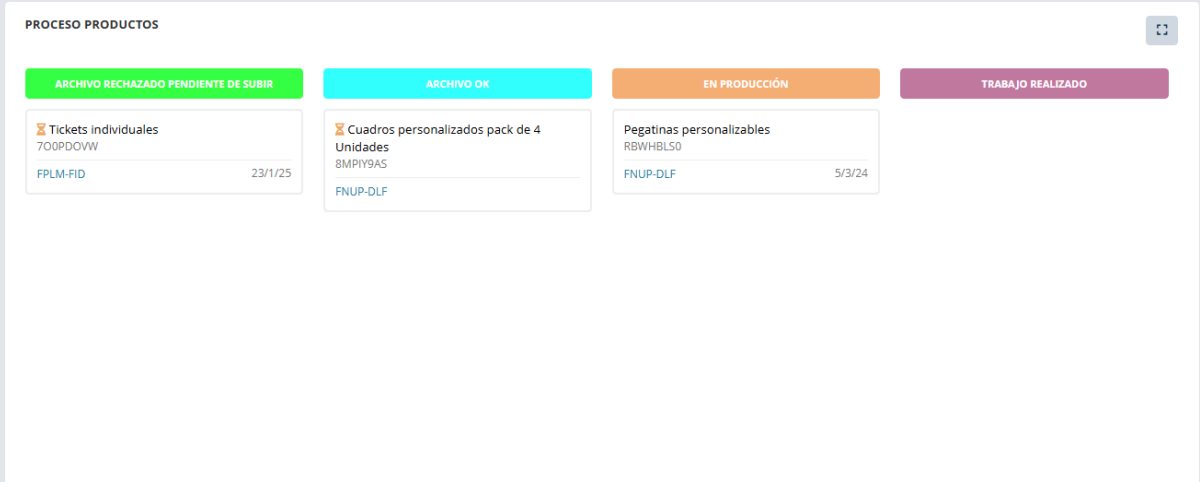 PROCESO PRODUCTOS
ARCHIVO RECHAZADO PENDIENTE DE SUBIR
Tickets individuales
7O0PDOVW
FPLM-FID 23/1/25
ARCHIVO OK
Cuadros personalizados pack de 4
Unidades
8MPIY9AS
FNUP-DLF
EN PRODUCCIÓN
Pegatinas personalizables
RBWHBLS0
FNUP-DLF 5/3/24
TRABAJO REALIZADO